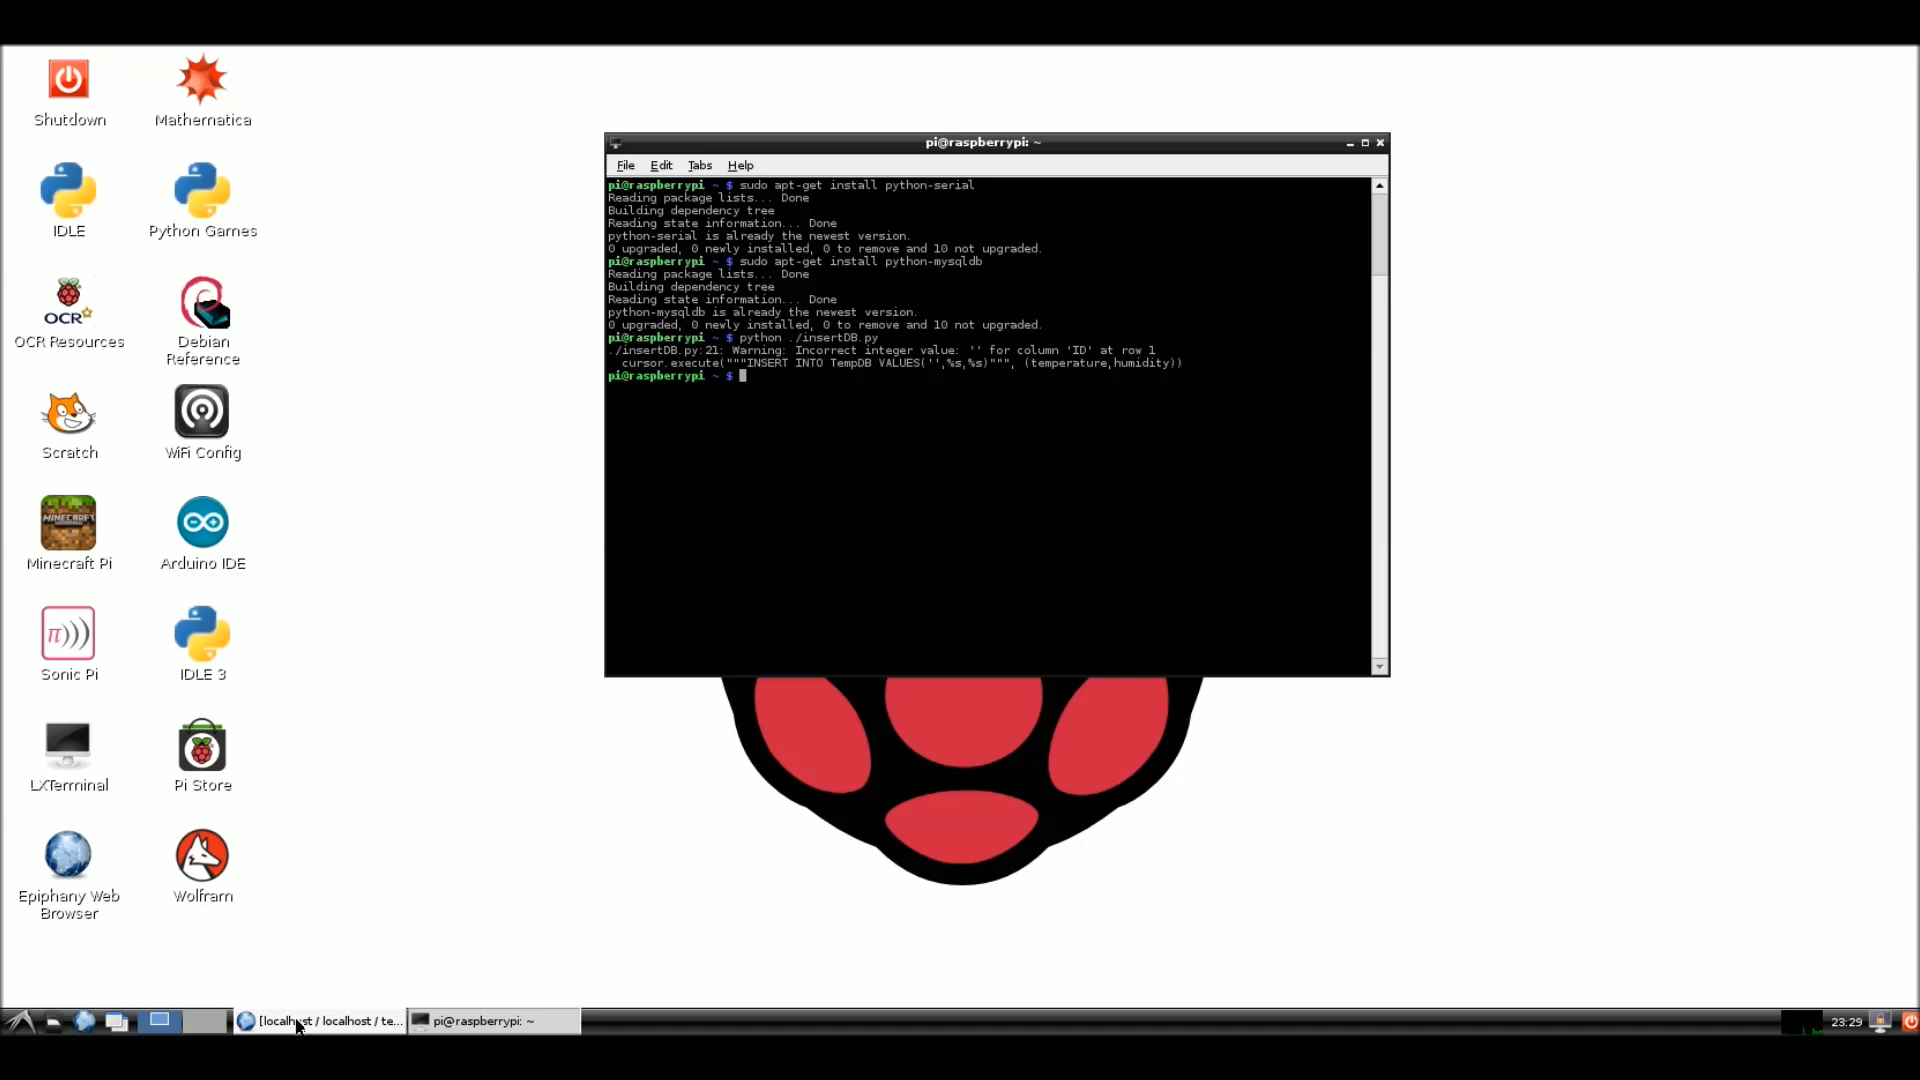 Shutdown
Mathematica
IDLE
Python Games
OCR
OCR Resources
Debian
Reference
Scratch
WiFi Config
MINECRAFT
Minecraft Pi
Arduino IDE
π)))
Sonic Pi
IDLE 3
LXTerminal
Pi Store
Epiphany Web
Browser
Wolfram
pi@raspberrypi: ~
File Edit Tabs Help
pi@raspberrypi ~ $ sudo apt-get install python-serial
Reading package lists... Done
Building dependency tree
Reading state information... Done
python-serial is already the newest version.
0 upgraded, 0 newly installed, 0 to remove and 10 not upgraded.
pi@raspberrypi ~ $ sudo apt-get install python-mysqldb
Reading package lists... Done
Building dependency tree
Reading state information... Done
python-mysqldb is already the newest version.
0 upgraded, 0 newly installed, 0 to remove and 10 not upgraded.
pi@raspberrypi ~ $ python ./insertDB.py
./insertDB.py:21: Warning: Incorrect integer value: '' for column 'ID' at row 1
  cursor.execute("""INSERT INTO TempDB VALUES('',%s,%s)""", (temperature,humidity))
pi@raspberrypi ~ $
[localhost / localhost / te...
pi@raspberrypi: ~
23:29